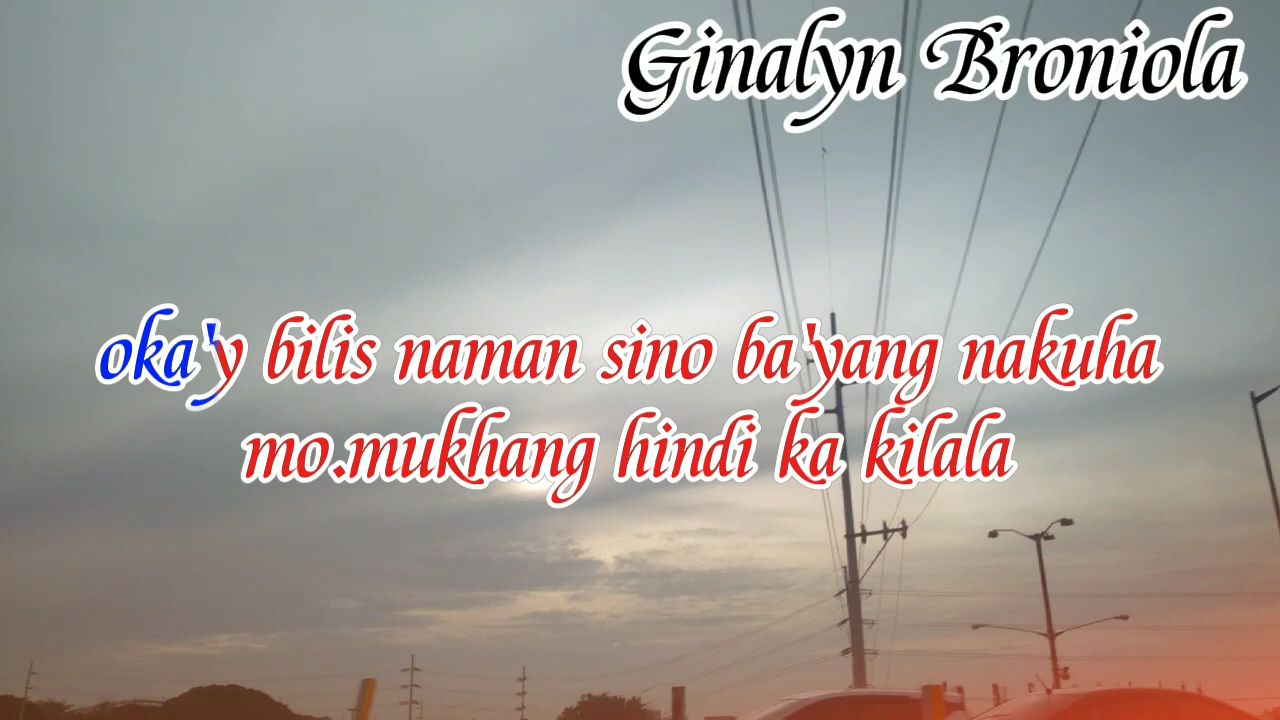 Ginalyn Broniola
oka'y bilis naman sino ba'yang nakuha
mo.mukhang hindi ka kilala